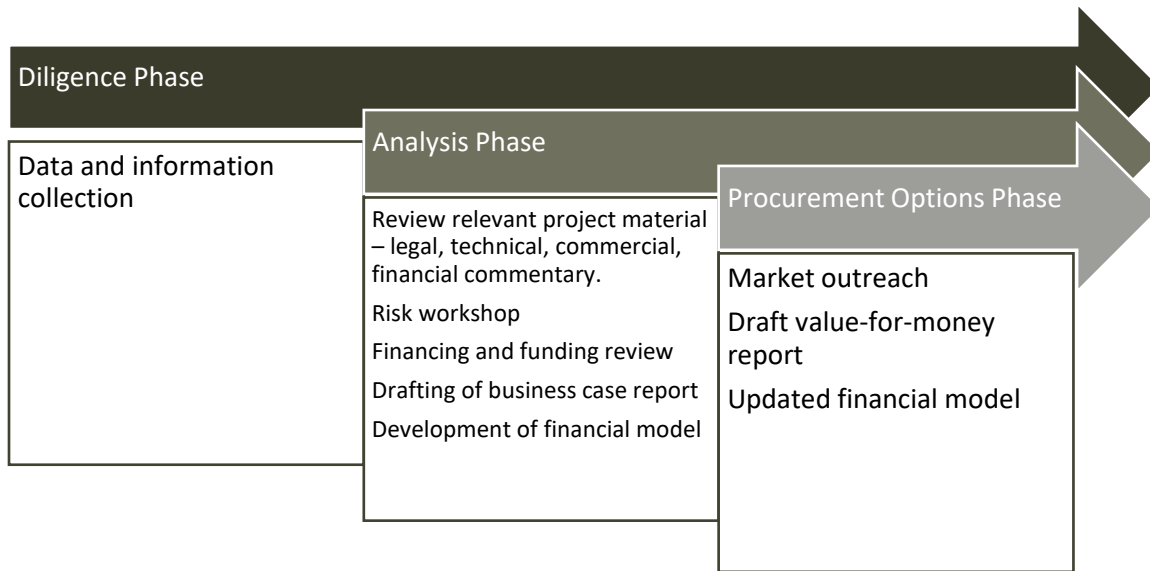 Diligence Phase
Data and information
collection
Analysis Phase
Review relevant project material
– legal, technical, commercial,
financial commentary.
Risk workshop
Financing and funding review
Drafting of business case report
Development of financial model
Procurement Options Phase
Market outreach
Draft value-for-money
report
Updated financial model